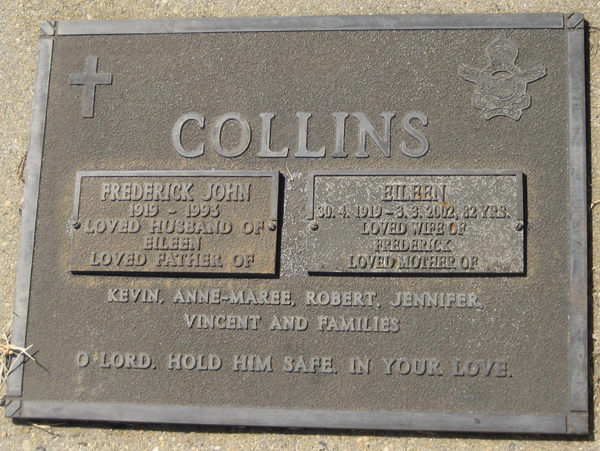 COLLINS
FREDERICK JOHN
1919 - 1993
LOVED HUSBAND OF
EILEEN
LOVED FATHER OF
EILEEN
30. 4. 1919 - 3. 3. 2002, 82 YRS.
LOVED WIFE OF
FREDERICK
LOVED MOTHER OF
KEVIN, ANNE-MAREE, ROBERT, JENNIFER,
VINCENT AND FAMILIES
O LORD, HOLD HIM SAFE, IN YOUR LOVE.